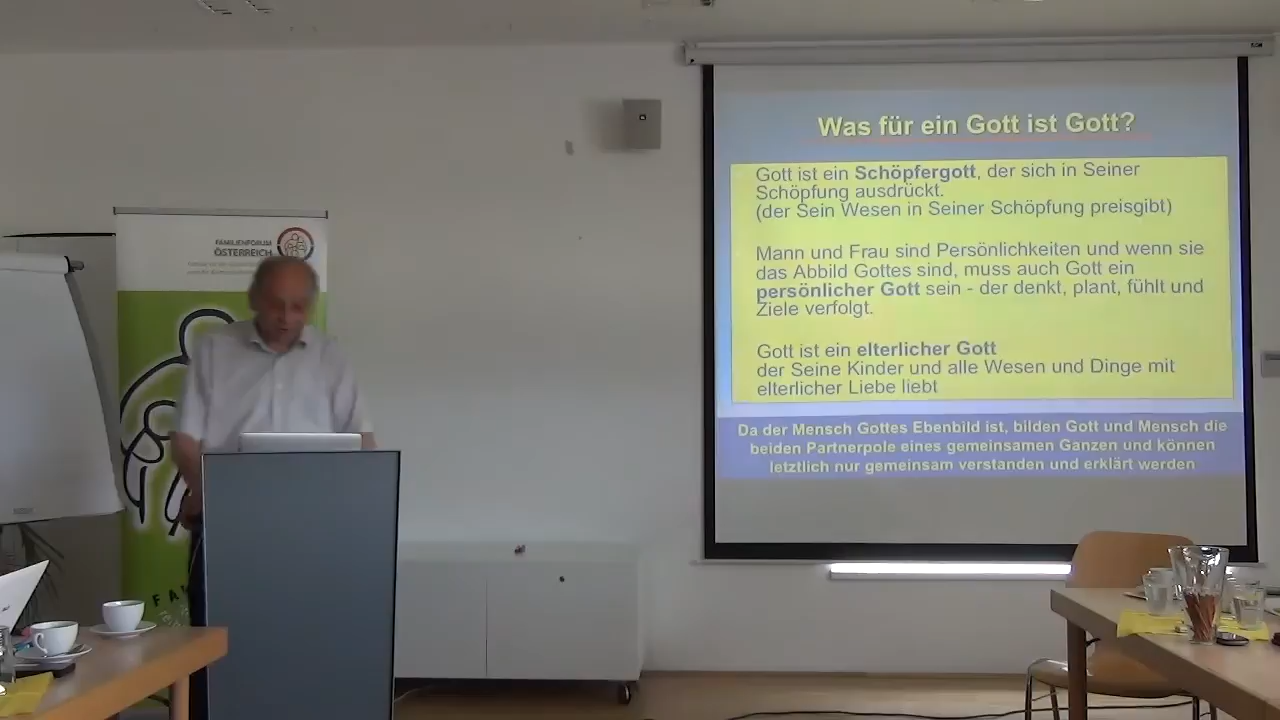 Was für ein Gott ist Gott?
Gott ist ein Schöpfergott, der sich in Seiner
Schöpfung ausdrückt.
(der Sein Wesen in Seiner Schöpfung preisgibt)
Mann und Frau sind Persönlichkeiten und wenn sie
das Abbild Gottes sind, muss auch Gott ein
persönlicher Gott sein - der denkt, plant, fühlt und
Ziele verfolgt.
Gott ist ein elterlicher Gott
der Seine Kinder und alle Wesen und Dinge mit
elterlicher Liebe liebt
Da der Mensch Gottes Ebenbild ist, bilden Gott und Mensch die
beiden Partnerpole eines gemeinsamen Ganzen und können
letztlich nur gemeinsam verstanden und erklärt werden
FAMILIENFORUM
ÖSTERREICH